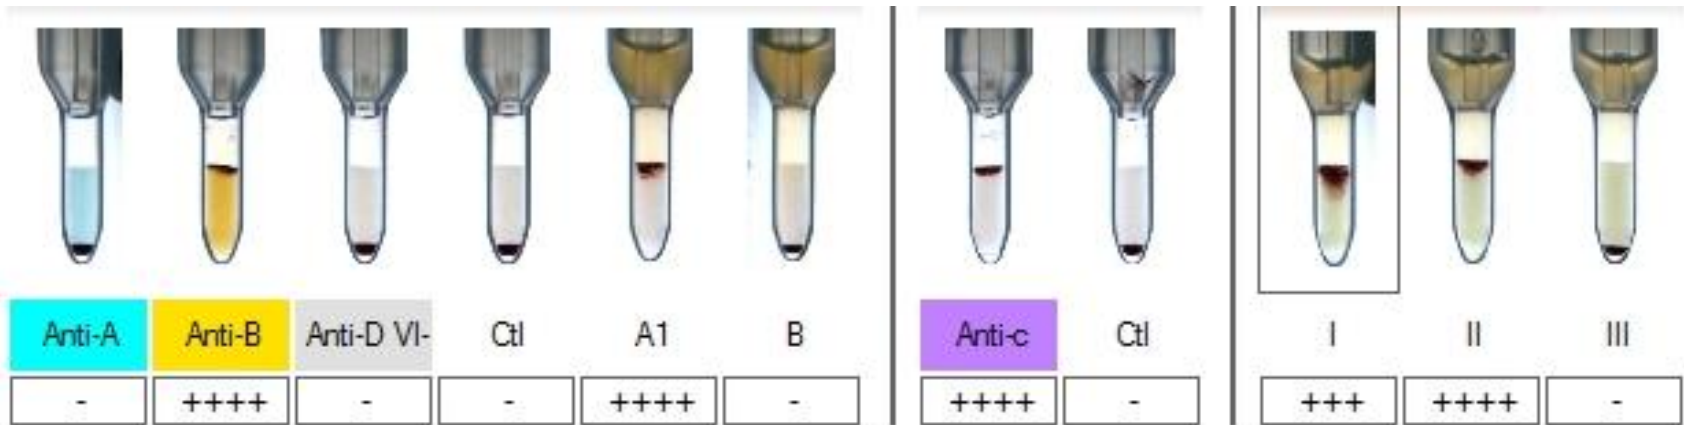 Anti-A Anti-B Anti-D VI- Ctl A1 B Anti-c Ctl I II III
- ++++ - - ++++ - ++++ - +++ ++++ -